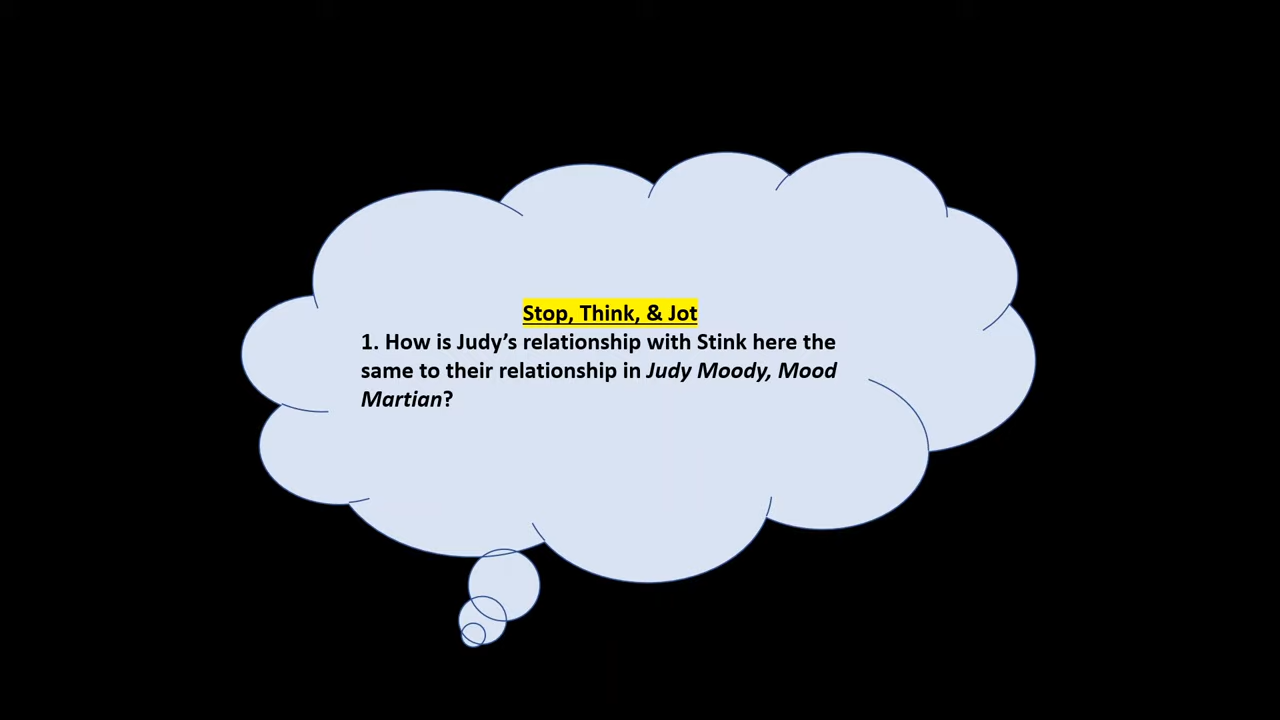 Stop, Think, & Jot
1. How is Judy’s relationship with Stink here the
same to their relationship in Judy Moody, Mood
Martian?